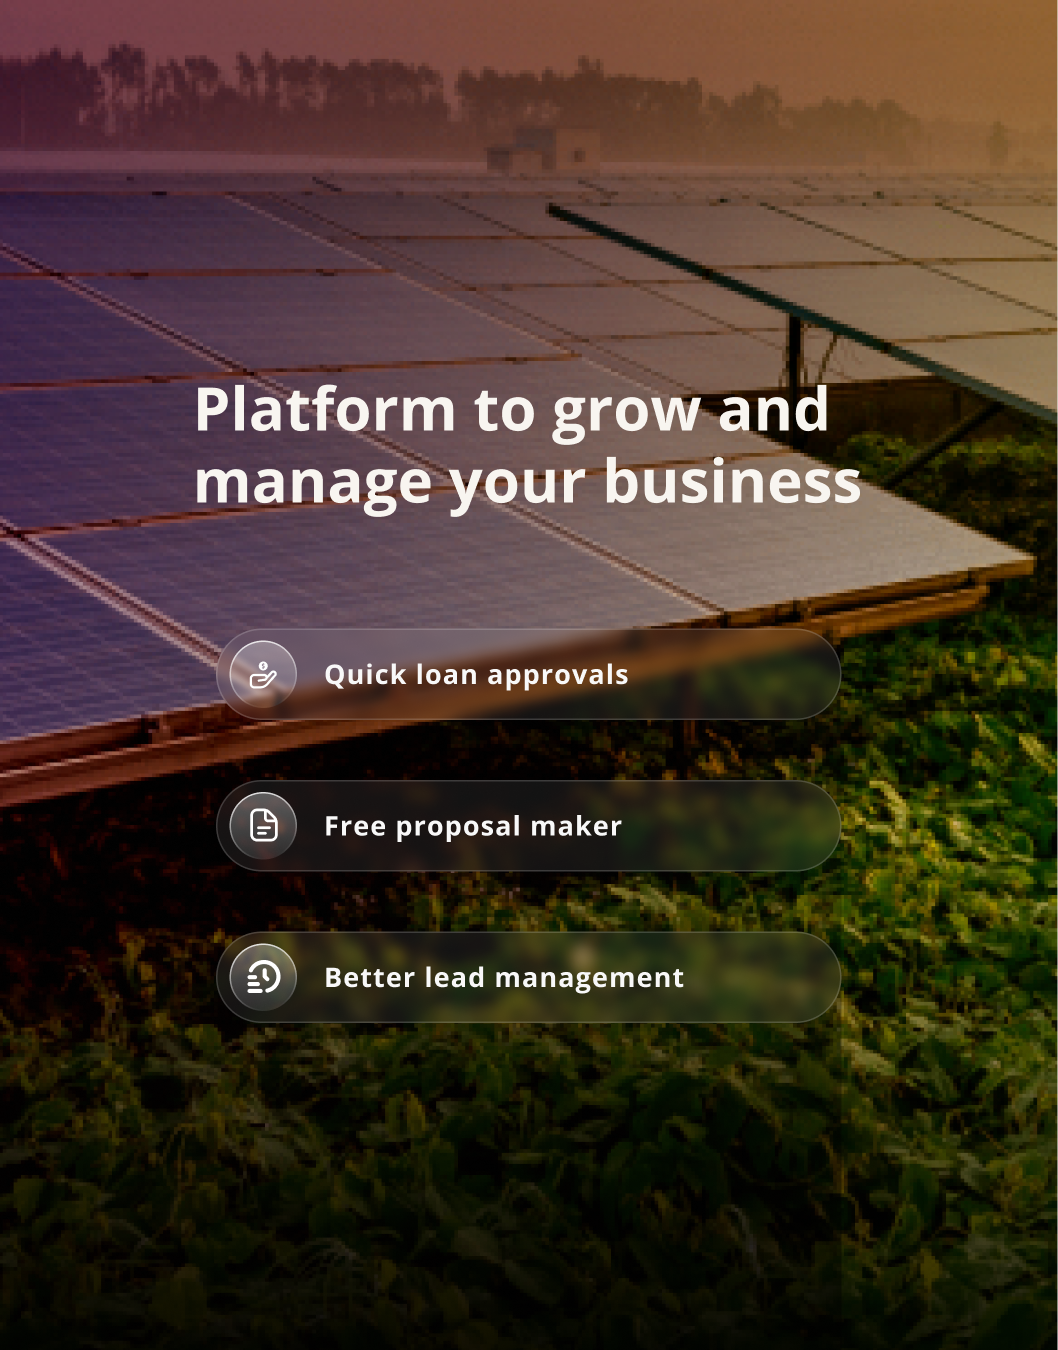 Platform to grow and
manage your business
Quick loan approvals
Free proposal maker
Better lead management